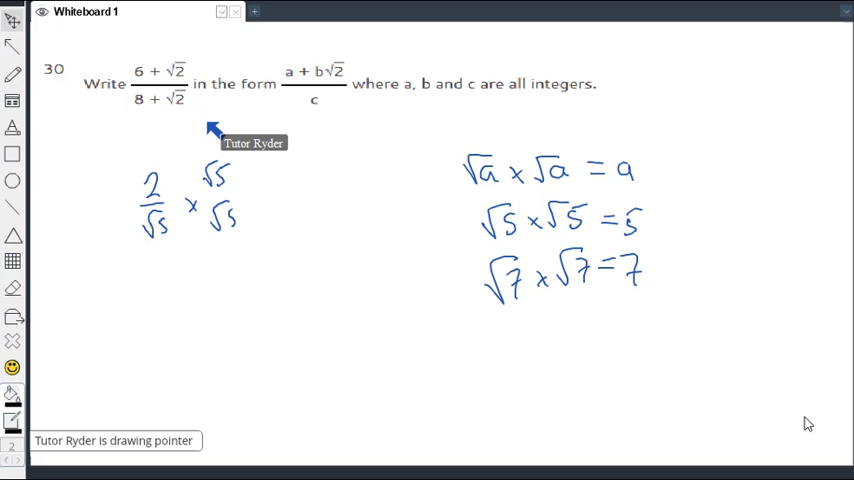 Whiteboard 1
30
Write (6 + √2)/(8 + √2) in the form (a + b√2)/c where a, b and c are all integers.
Tutor Ryder
2/√5 × √5/√5
√a × √a = a
√5 × √5 = 5
√7 × √7 = 7
A
2
Tutor Ryder is drawing pointer